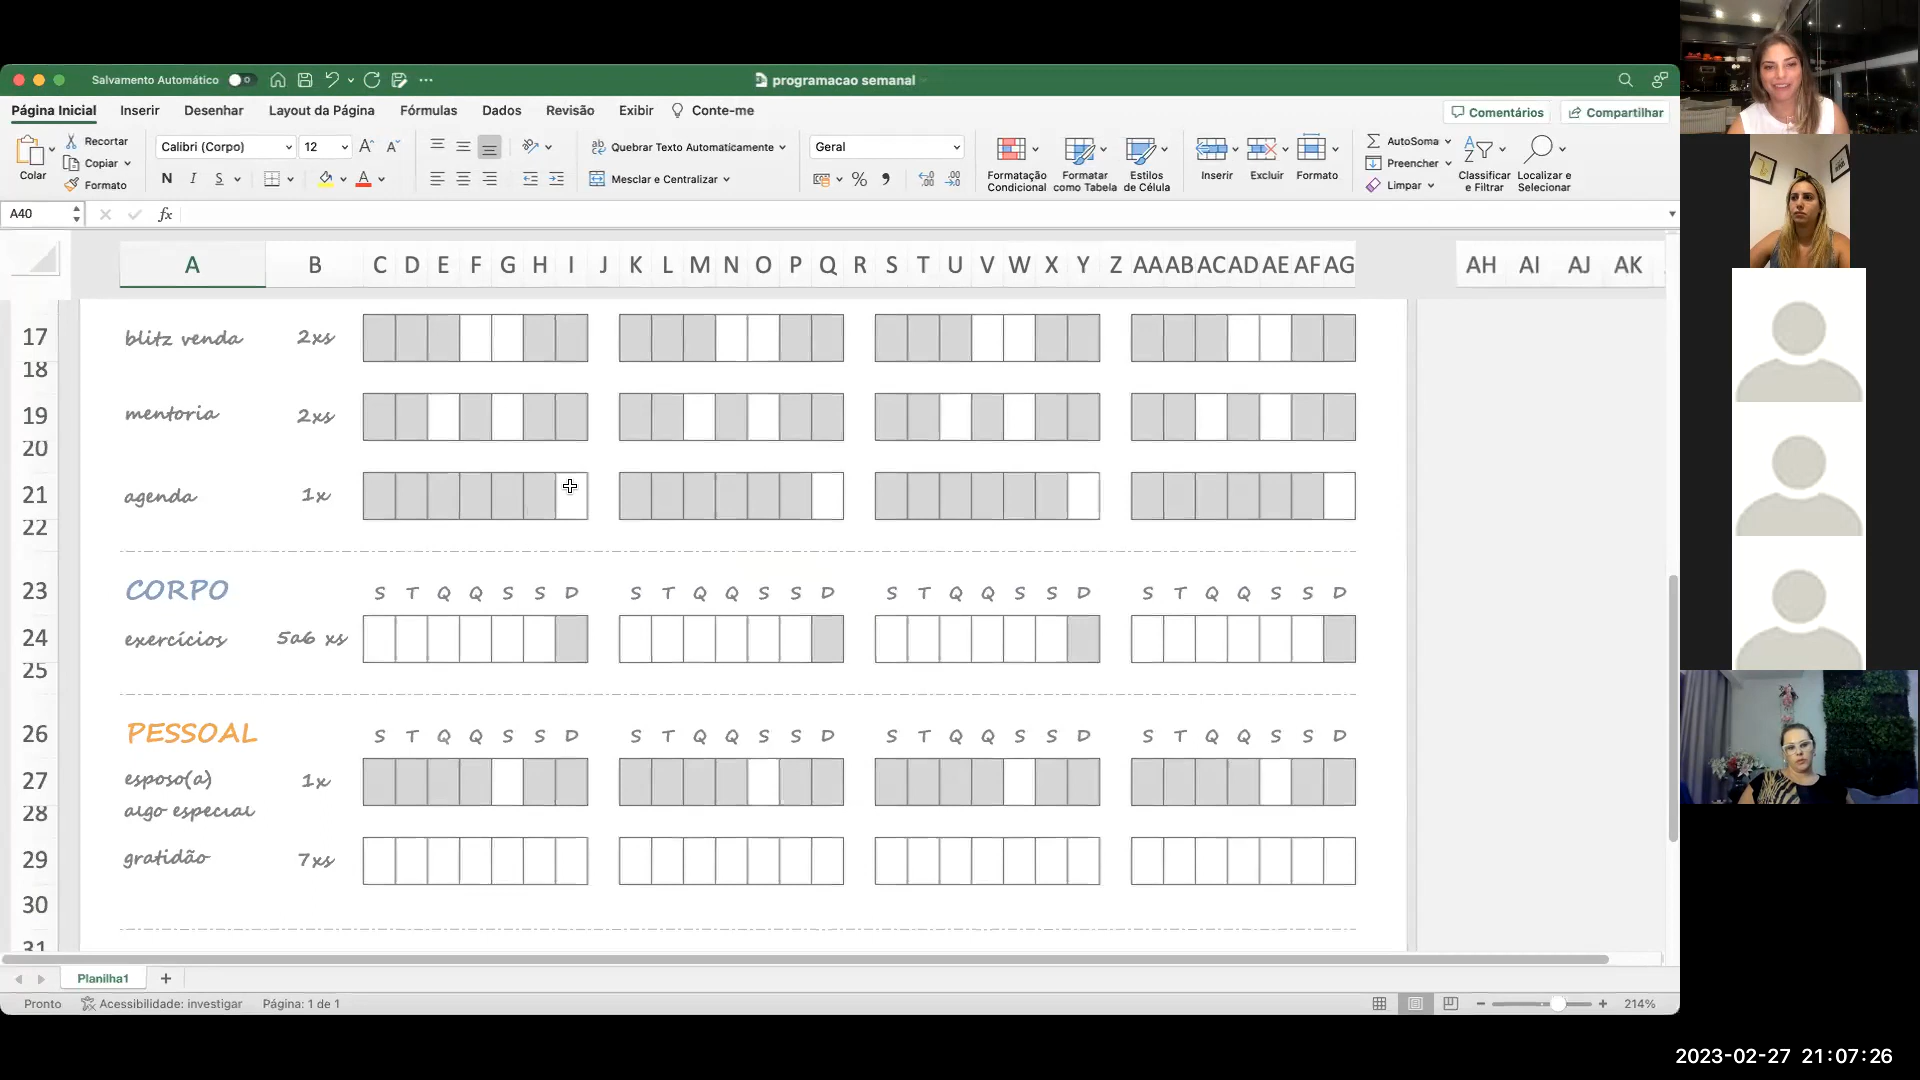 Salvamento Automático
programacao semanal
Página Inicial Inserir Desenhar Layout da Página Fórmulas Dados Revisão Exibir Conte-me Comentários Compartilhar
Colar Recortar Copiar Formato
Calibri (Corpo) 12
N I S
Quebrar Texto Automaticamente
Mesclar e Centralizar
Geral
Formatação Condicional
Formatar como Tabela
Estilos de Célula
Inserir Excluir Formato
AutoSoma
Preencher
Limpar
Classificar e Filtrar
Localizar e Selecionar
A40 fx
A B C D E F G H I J K L M N O P Q R S T U V W X Y Z AA AB AC AD AE AF AG AH AI AJ AK
17 blitz venda 2xs
18
19 mentoria 2xs
20
21 agenda 1x
22
23 CORPO S T Q Q S S D S T Q Q S S D S T Q Q S S D S T Q Q S S D
24 exercícios 5a6 xs
25
26 PESSOAL S T Q Q S S D S T Q Q S S D S T Q Q S S D S T Q Q S S D
27 esposo(a) 1x
28 algo especial
29 gratidão 7xs
30
31
Planilha1
Pronto Acessibilidade: investigar Página: 1 de 1 214%
2023-02-27 21:07:26